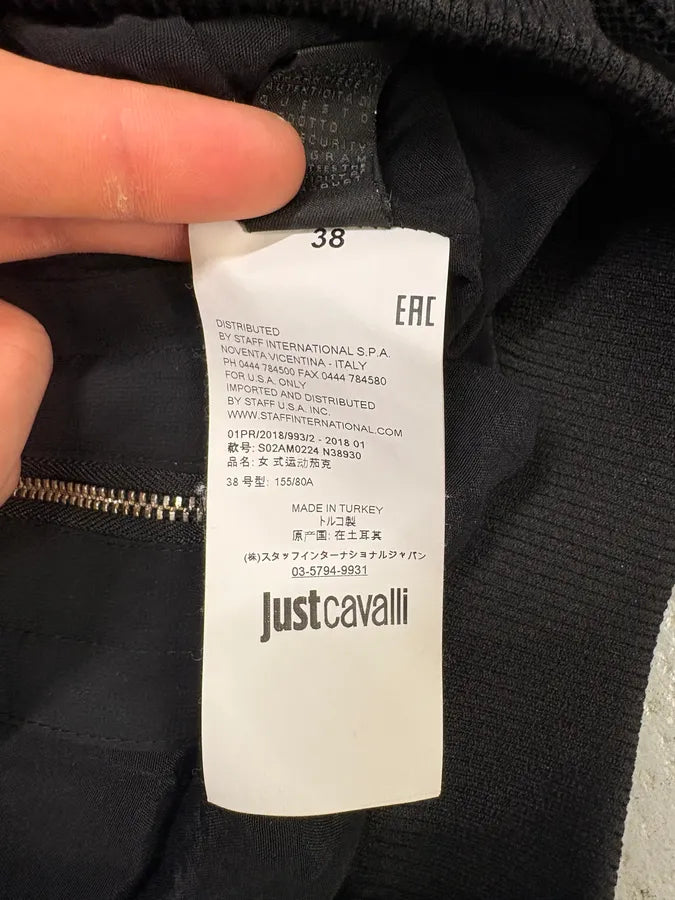 AUTENTICITÀ
QUESTO
SECURITY
38
EAC
DISTRIBUTED
BY STAFF INTERNATIONAL S.P.A.
NOVENTA VICENTINA - ITALY
PH 0444 784500 FAX 0444 784580
FOR U.S.A. ONLY
IMPORTED AND DISTRIBUTED
BY STAFF U.S.A. INC.
WWW.STAFFINTERNATIONAL.COM
01PR/2018/993/2 - 2018 01
款号: S02AM0224 N38930
品名: 女 式运动茄克
38 号型: 155/80A
MADE IN TURKEY
トルコ製
原产国: 在土耳其
(株)スタッフインターナショナルジャパン
03-5794-9931
justcavalli